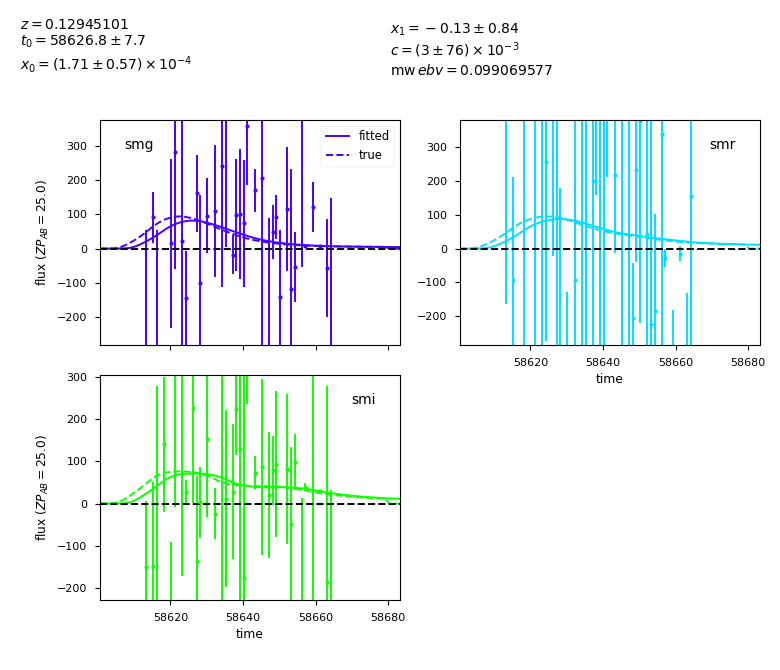 z = 0.12945101
t₀ = 58626.8 ± 7.7
x₀ = (1.71 ± 0.57) × 10⁻⁴
x₁ = −0.13 ± 0.84
c = (3 ± 76) × 10⁻³
mw ebv = 0.099069577
smg
fitted
true
300
200
100
0
−100
−200
flux (ZP_AB = 25.0)
smr
300
200
100
0
−100
−200
58620 58640 58660 58680
time
smi
300
200
100
0
−100
−200
flux (ZP_AB = 25.0)
58620 58640 58660 58680
time